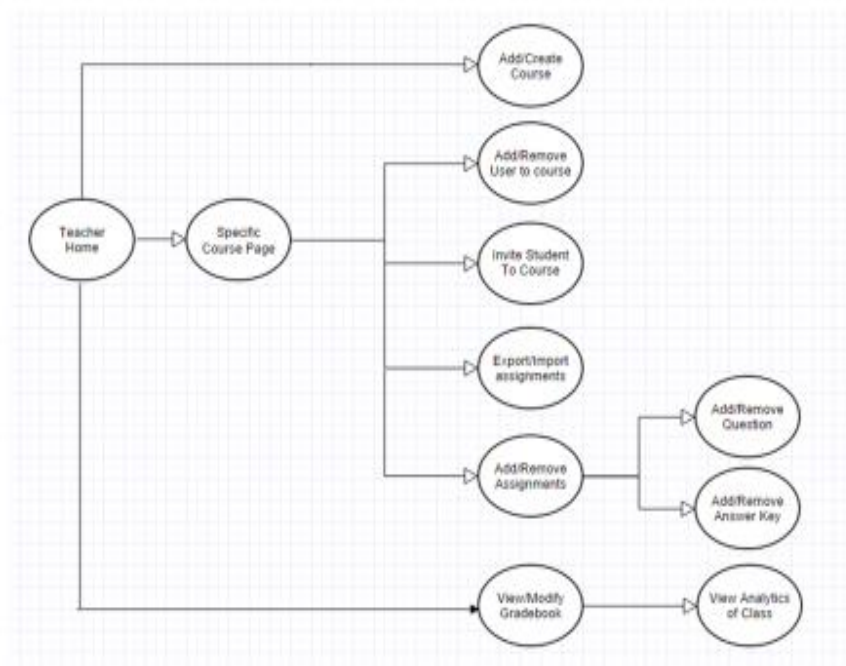 Add/Create
Course
Add/Remove
User to course
Teacher
Home
Specific
Course Page
Invite Student
To Course
Export/Import
assignments
Add/Remove
Question
Add/Remove
Assignments
Add/Remove
Answer Key
View/Modify
Gradebook
View Analytics
of Class